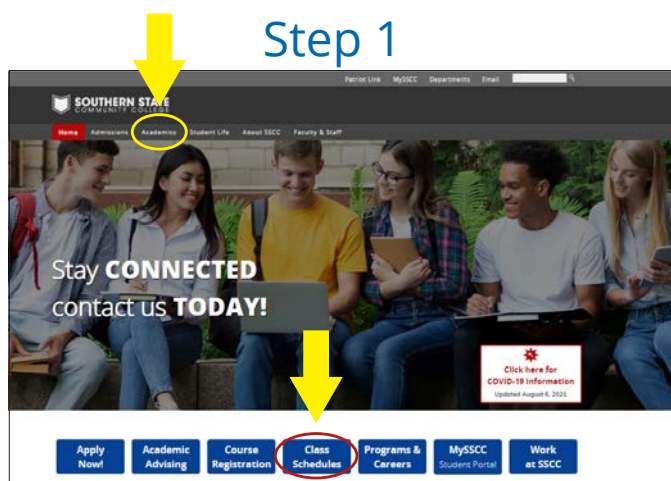 Step 1
Patriot Link MySSCC Departments Email
SOUTHERN STATE
COMMUNITY COLLEGE
Home Admissions Academics Student Life About SSCC Faculty & Staff
Stay CONNECTED
contact us TODAY!
Click here for
COVID-19 Information
Updated August 6, 2021
Apply
Now!
Academic
Advising
Course
Registration
Class
Schedules
Programs &
Careers
MySSCC
Student Portal
Work
at SSCC